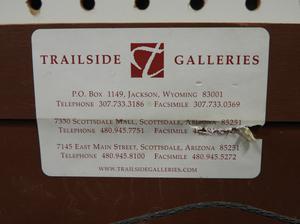 TRAILSIDE T GALLERIES
P.O. BOX 1149, JACKSON, WYOMING 83001
TELEPHONE 307.733.3186 FACSIMILE 307.733.0369
7330 SCOTTSDALE MALL, SCOTTSDALE, ARIZONA 85251
TELEPHONE 480.945.7751 FACSIMILE
7145 EAST MAIN STREET, SCOTTSDALE, ARIZONA 85251
TELEPHONE 480.945.8100 FACSIMILE 480.945.5272
WWW.TRAILSIDEGALLERIES.COM